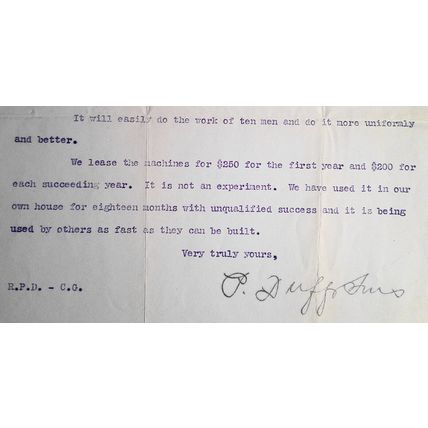 It will easily do the work of ten men and do it more uniformly
and better.
We lease the machines for $250 for the first year and $200 for
each succeeding year. It is not an experiment. We have used it in our
own house for eighteen months with unqualified success and it is being
used by others as fast as they can be built.
Very truly yours,
P. Duff & Sons
R.P.D. - C.G.